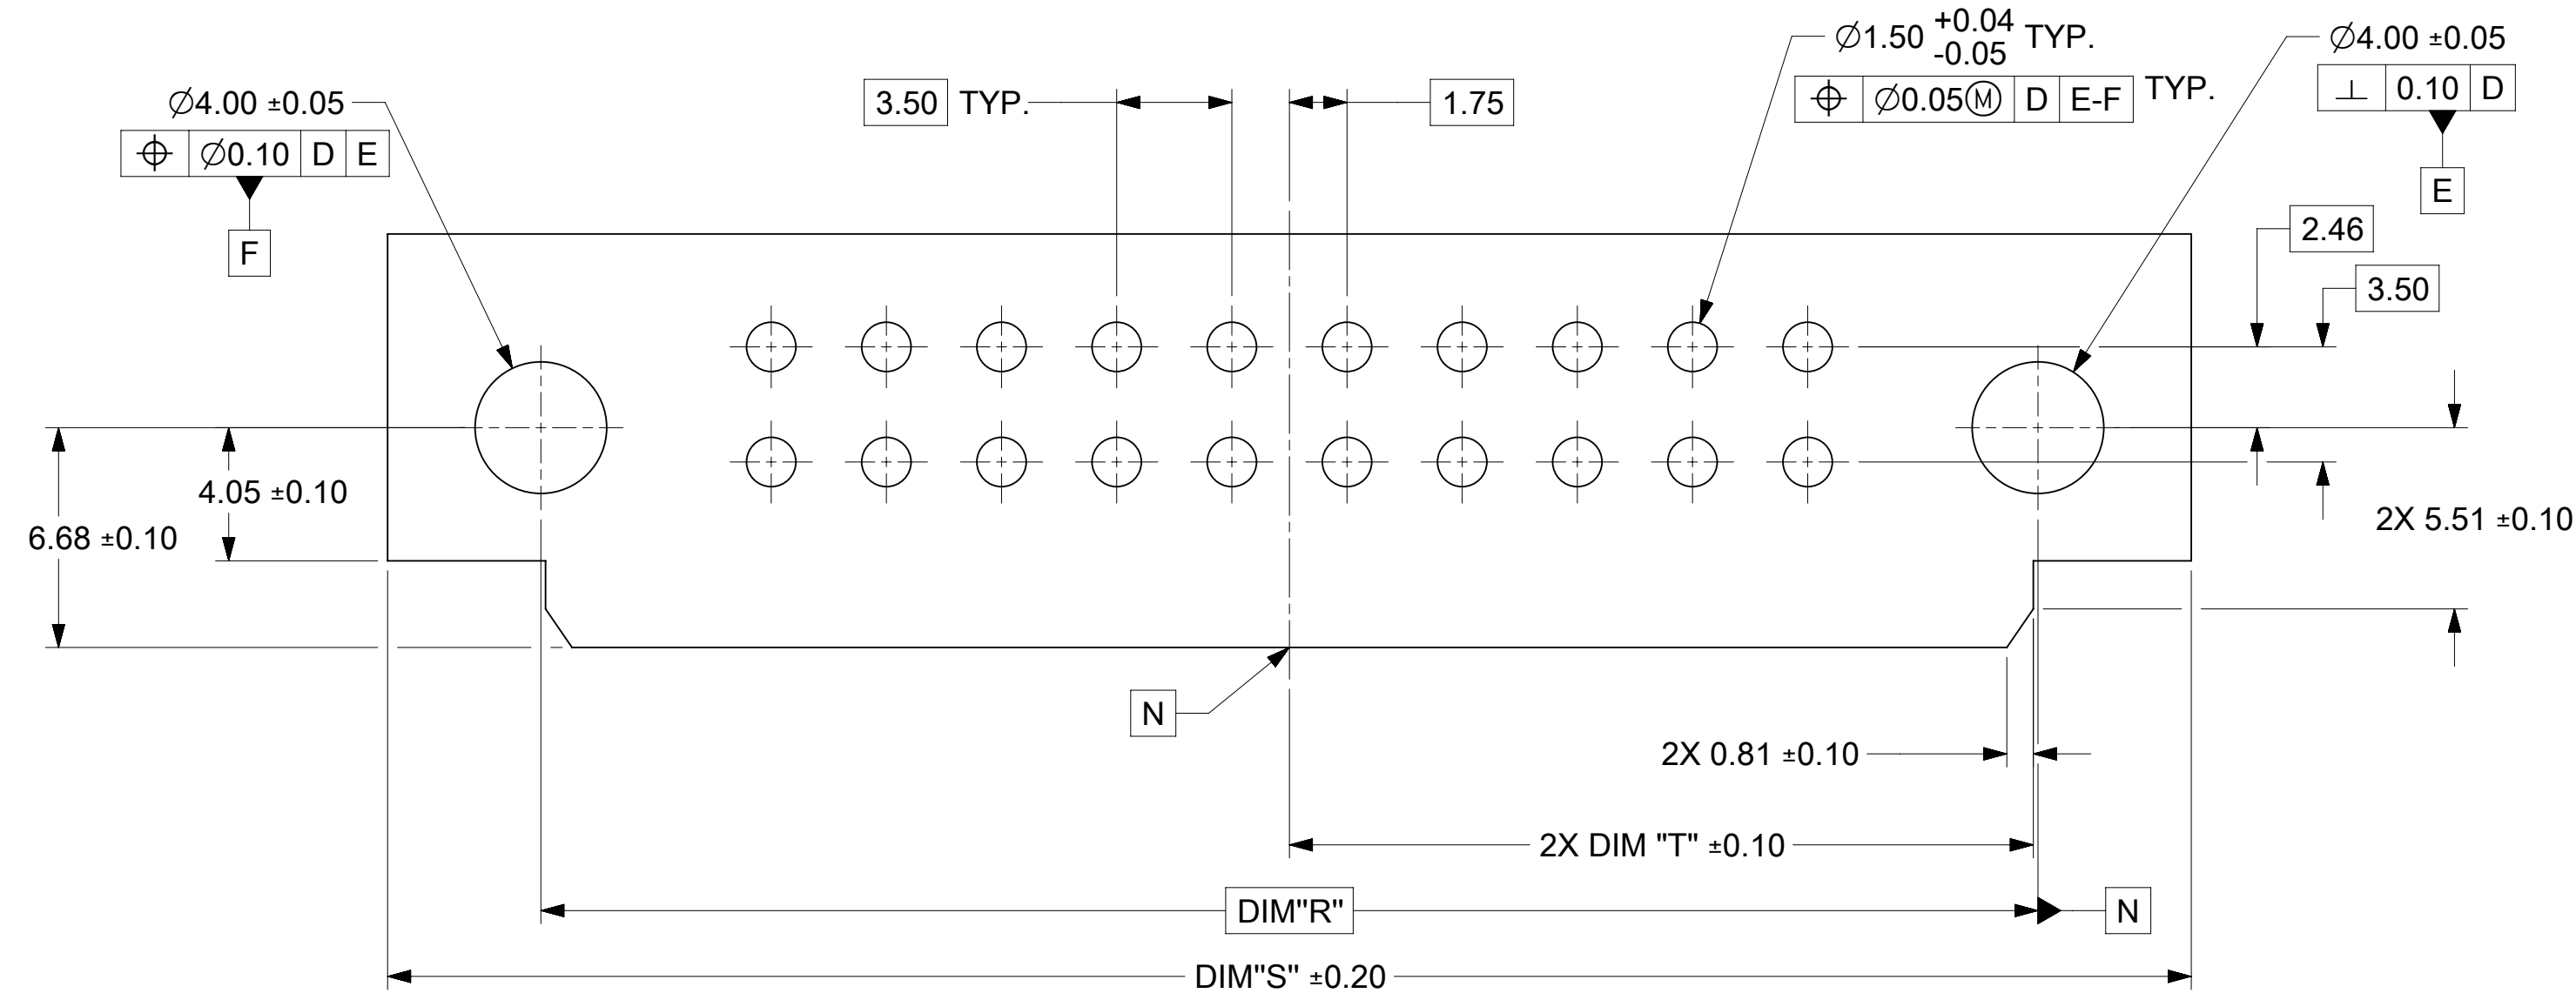 ⌀4.00 ±0.05
⌖ ⌀0.10 D E
F
3.50 TYP.
1.75
⌀1.50 +0.04 -0.05 TYP.
⌖ ⌀0.05Ⓜ D E-F TYP.
⌀4.00 ±0.05
⟂ 0.10 D
E
2.46
3.50
4.05 ±0.10
6.68 ±0.10
2X 5.51 ±0.10
N
2X 0.81 ±0.10
2X DIM "T" ±0.10
DIM"R"
N
DIM"S" ±0.20